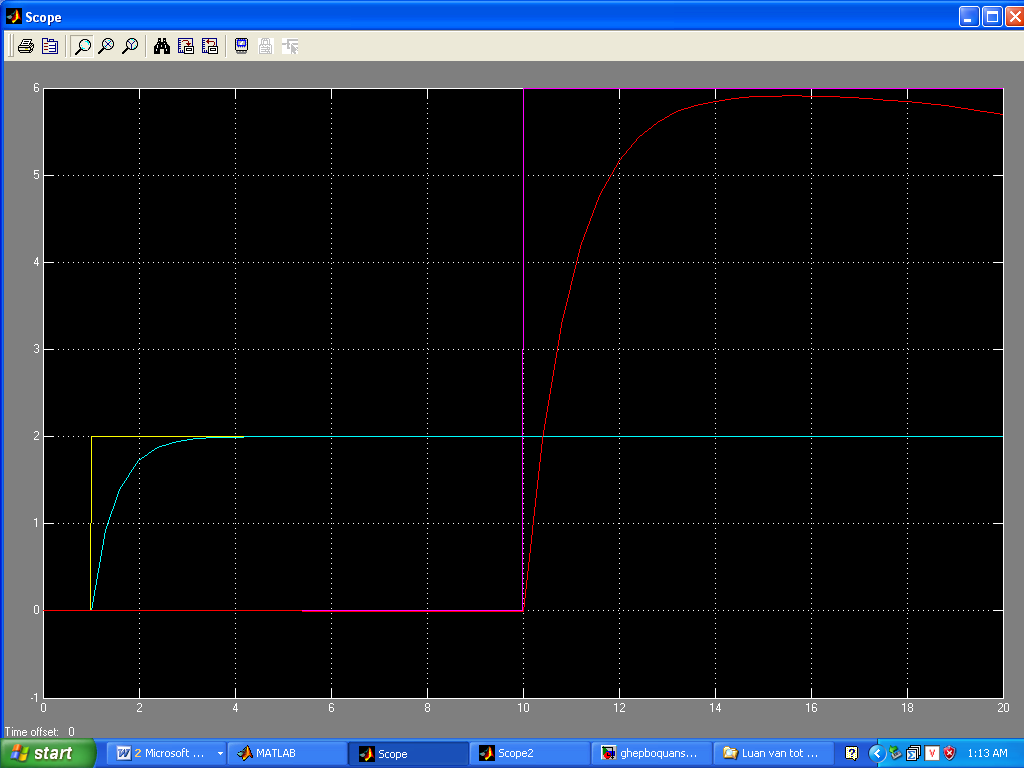 Scope
6
5
4
3
2
1
0
-1
0 2 4 6 8 10 12 14 16 18 20
Time offset: 0
start
2 Microsoft ...
MATLAB
Scope
Scope2
ghepboquans...
Luan van tot ...
?
V
1:13 AM